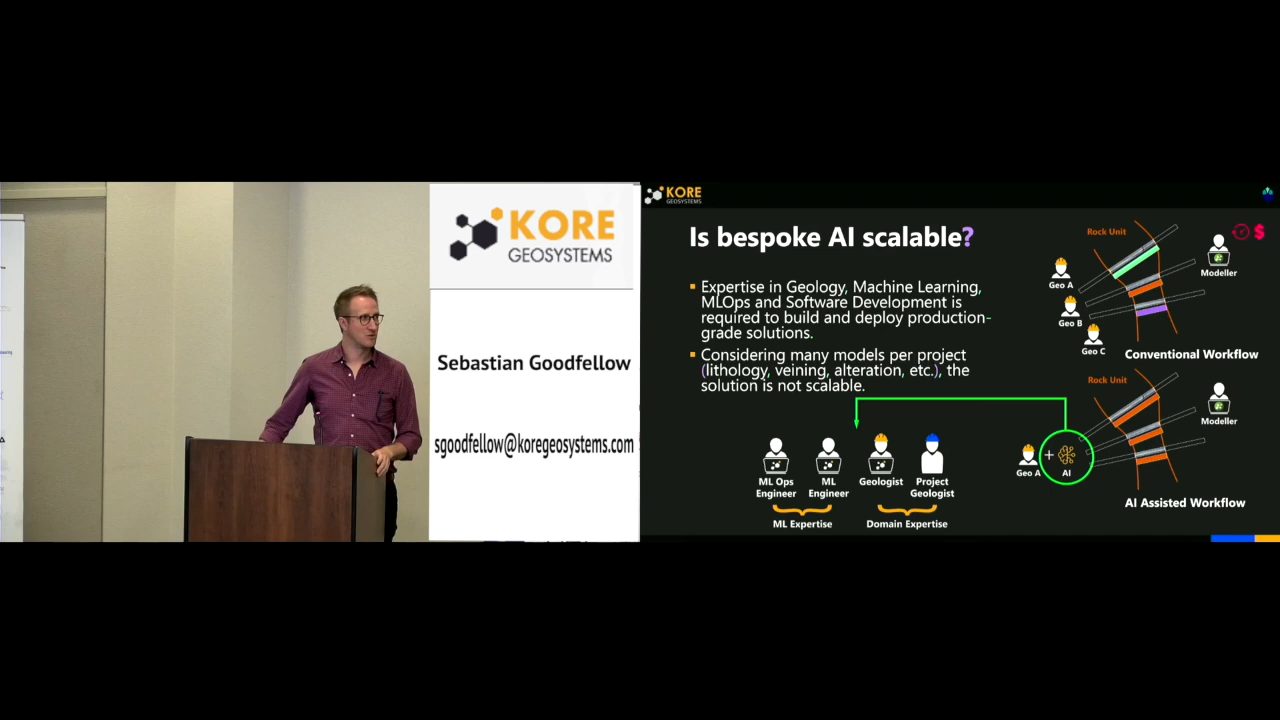 KORE
GEOSYSTEMS
Sebastian Goodfellow
sgoodfellow@koregeosystems.com
KORE
GEOSYSTEMS
Is bespoke AI scalable?
Expertise in Geology, Machine Learning,
MLOps and Software Development is
required to build and deploy production-
grade solutions.
Considering many models per project
(lithology, veining, alteration, etc.), the
solution is not scalable.
ML Ops
Engineer
ML
Engineer
Geologist
Project
Geologist
ML Expertise
Domain Expertise
Rock Unit
$
Geo A
Geo B
Geo C
Modeller
Conventional Workflow
Rock Unit
Geo A
+
AI
Modeller
AI Assisted Workflow